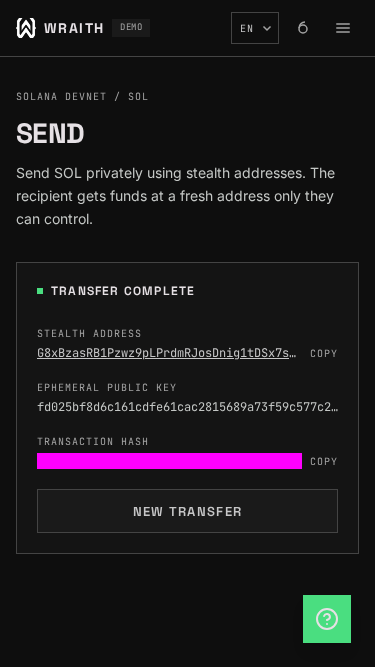 WRAITH DEMO EN
SOLANA DEVNET / SOL
SEND
Send SOL privately using stealth addresses. The
recipient gets funds at a fresh address only they
can control.
TRANSFER COMPLETE
STEALTH ADDRESS
G8xBzasRB1Pzwz9pLPrdmRJosDnig1tDSx7s… COPY
EPHEMERAL PUBLIC KEY
fd025bf8d6c161cdfe61cac2815689a73f59c577c2…
TRANSACTION HASH
COPY
NEW TRANSFER